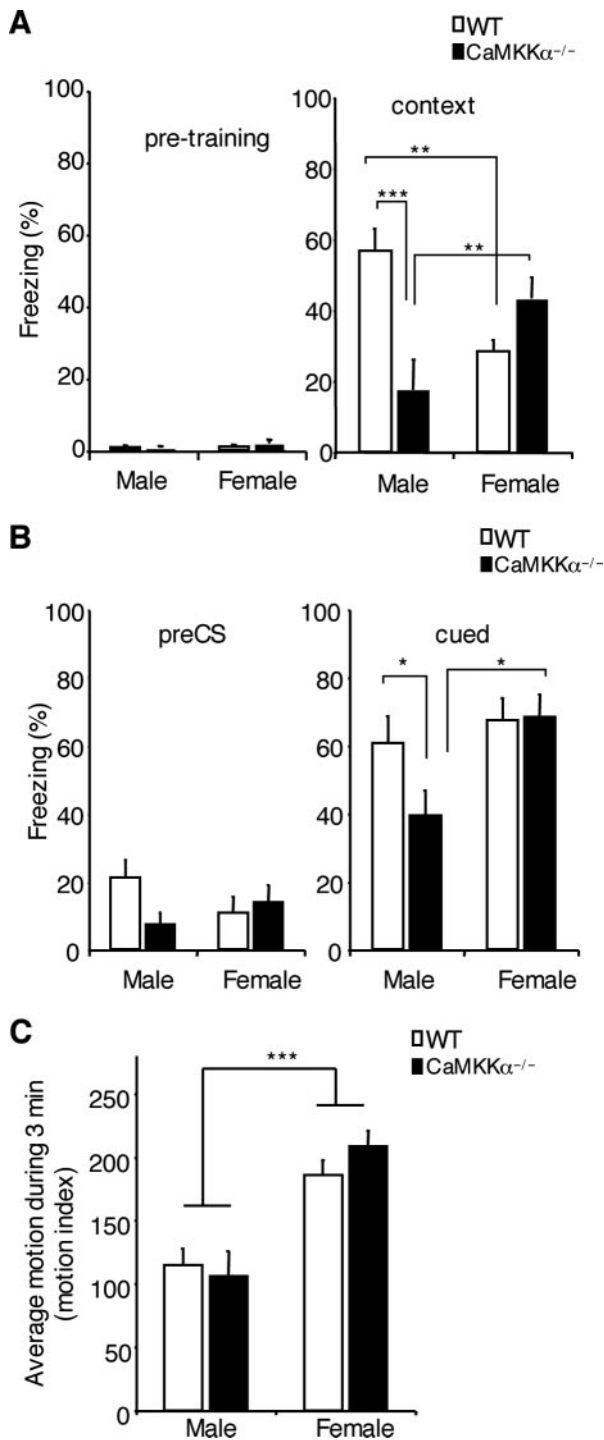 A
WT
CaMKKα−/−
pre-training
context
Freezing (%)
100
80
60
40
20
0
100
80
60
40
20
0
**
***
**
Male
Female
Male
Female
B
WT
CaMKKα−/−
preCS
cued
Freezing (%)
100
80
60
40
20
0
100
80
60
40
20
0
*
*
Male
Female
Male
Female
C
WT
CaMKKα−/−
***
Average motion during 3 min
(motion index)
250
200
150
100
50
0
Male
Female